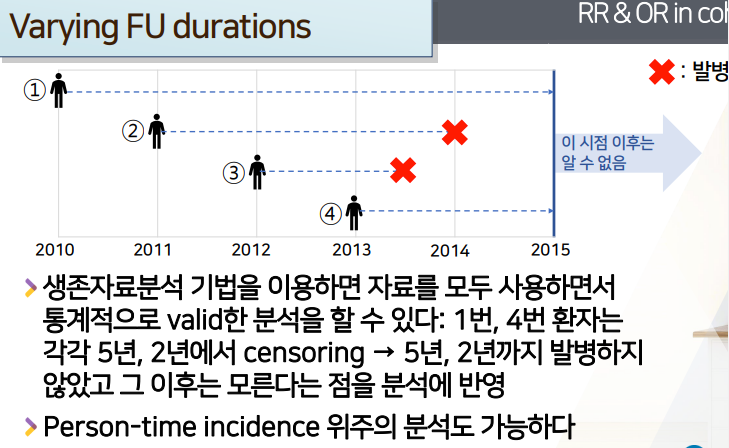 Varying FU durations
RR & OR in coh
: 발병
①
②
③
④
이 시점 이후는
알 수 없음
2010 2011 2012 2013 2014 2015
생존자료분석 기법을 이용하면 자료를 모두 사용하면서
통계적으로 valid한 분석을 할 수 있다: 1번, 4번 환자는
각각 5년, 2년에서 censoring → 5년, 2년까지 발병하지
않았고 그 이후는 모른다는 점을 분석에 반영
Person-time incidence 위주의 분석도 가능하다